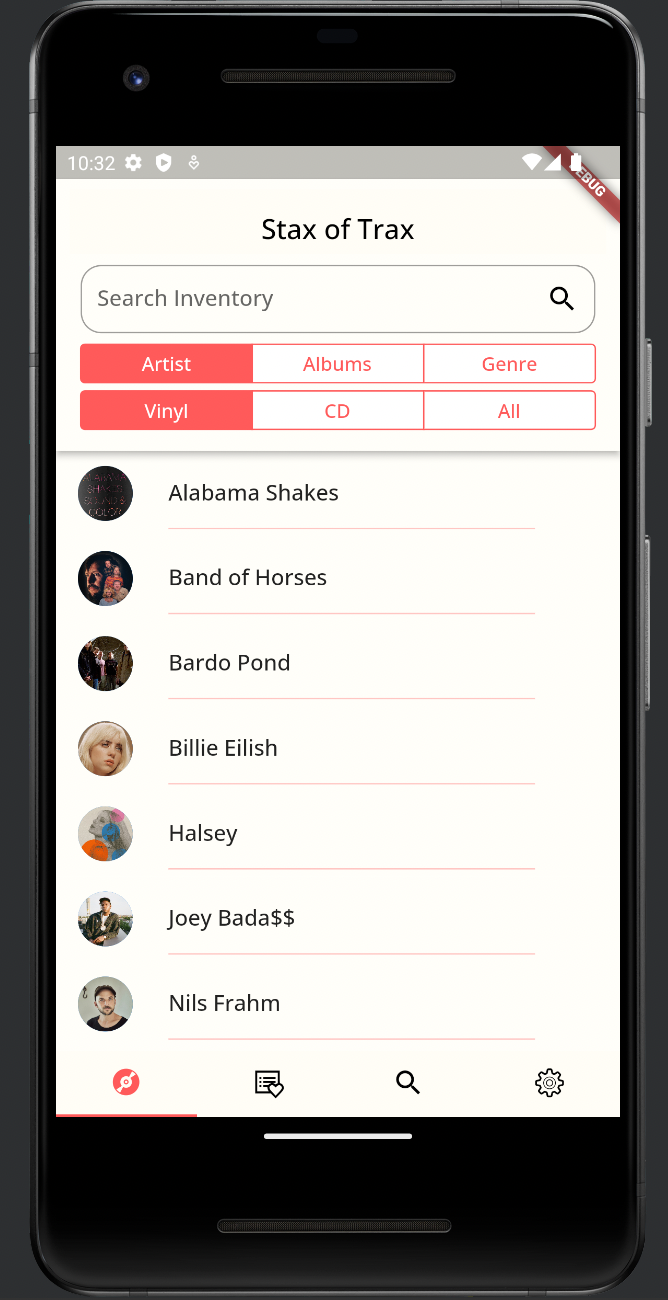 10:32
DEBUG
Stax of Trax
Search Inventory
Artist Albums Genre
Vinyl CD All
Alabama Shakes
Band of Horses
Bardo Pond
Billie Eilish
Halsey
Joey Bada$$
Nils Frahm